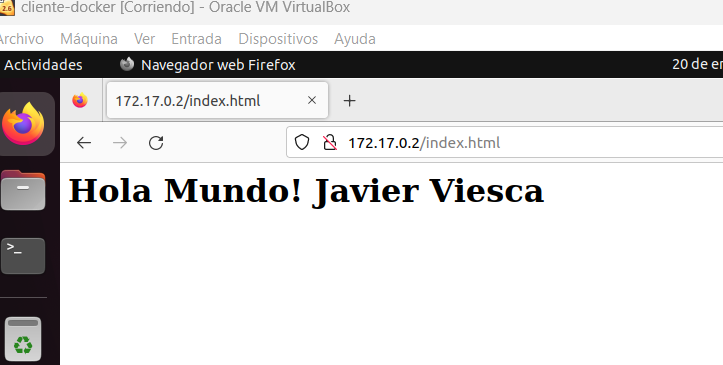 cliente-docker [Corriendo] - Oracle VM VirtualBox
Archivo Máquina Ver Entrada Dispositivos Ayuda
Actividades Navegador web Firefox 20 de en
172.17.0.2/index.html
172.17.0.2/index.html
Hola Mundo! Javier Viesca